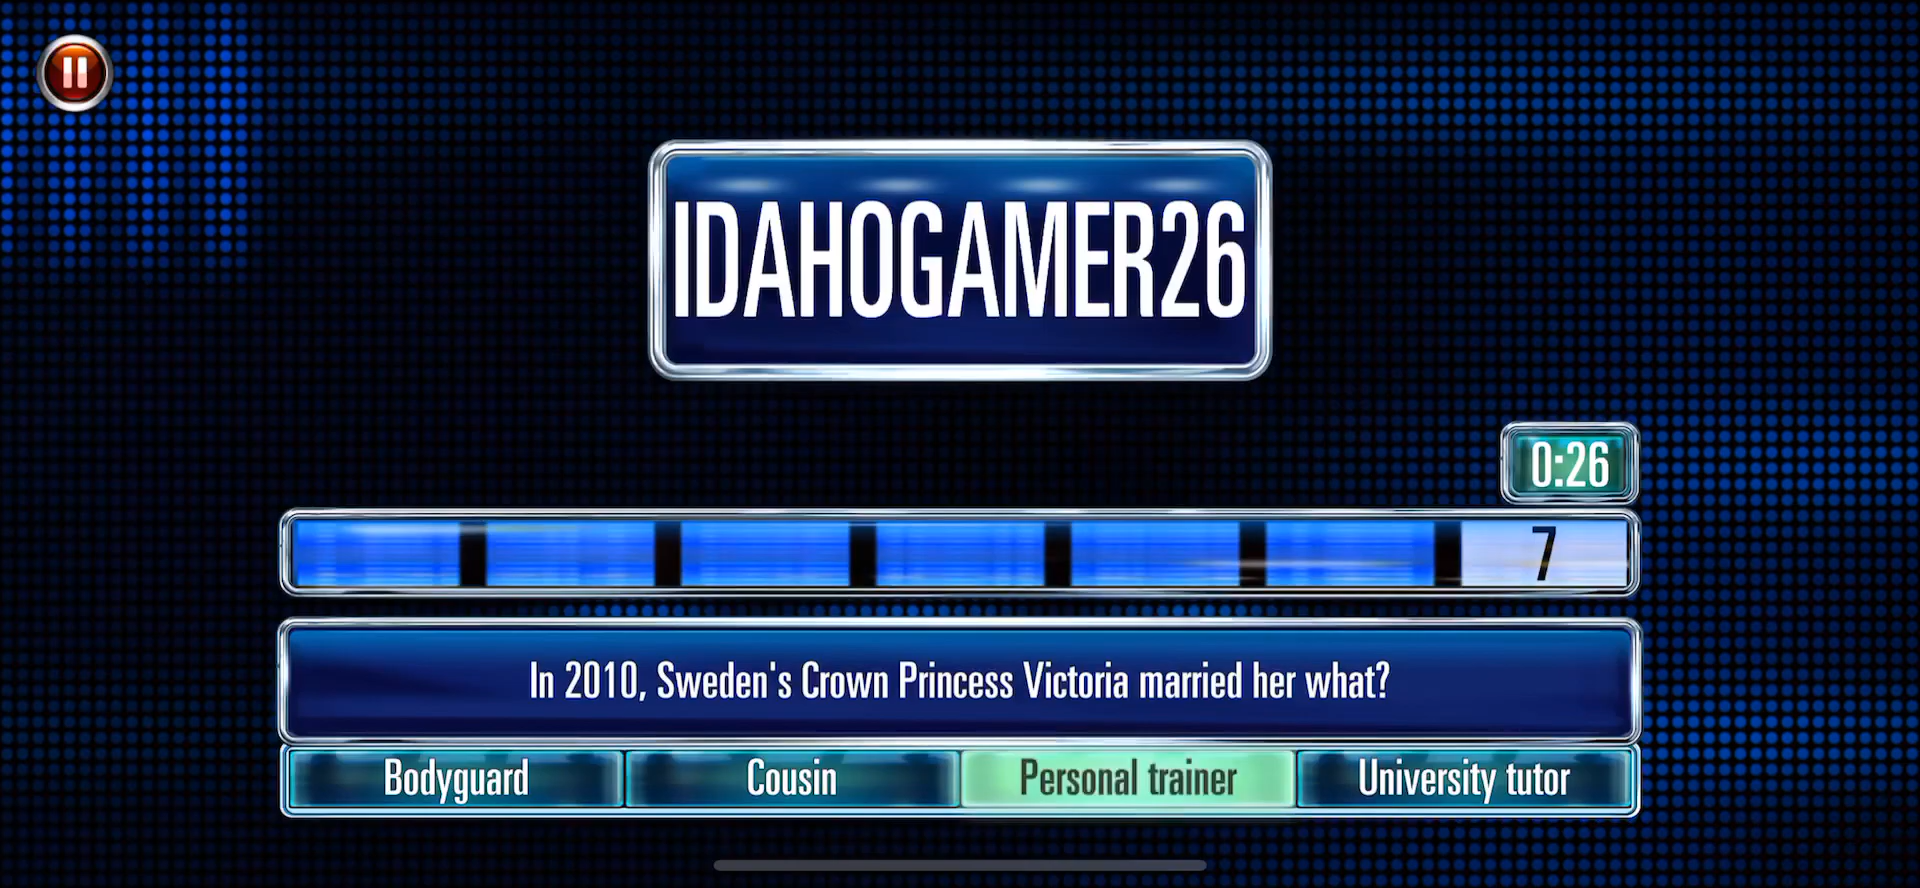 IDAHOGAMER26
0:26
7
In 2010, Sweden's Crown Princess Victoria married her what?
Bodyguard
Cousin
Personal trainer
University tutor